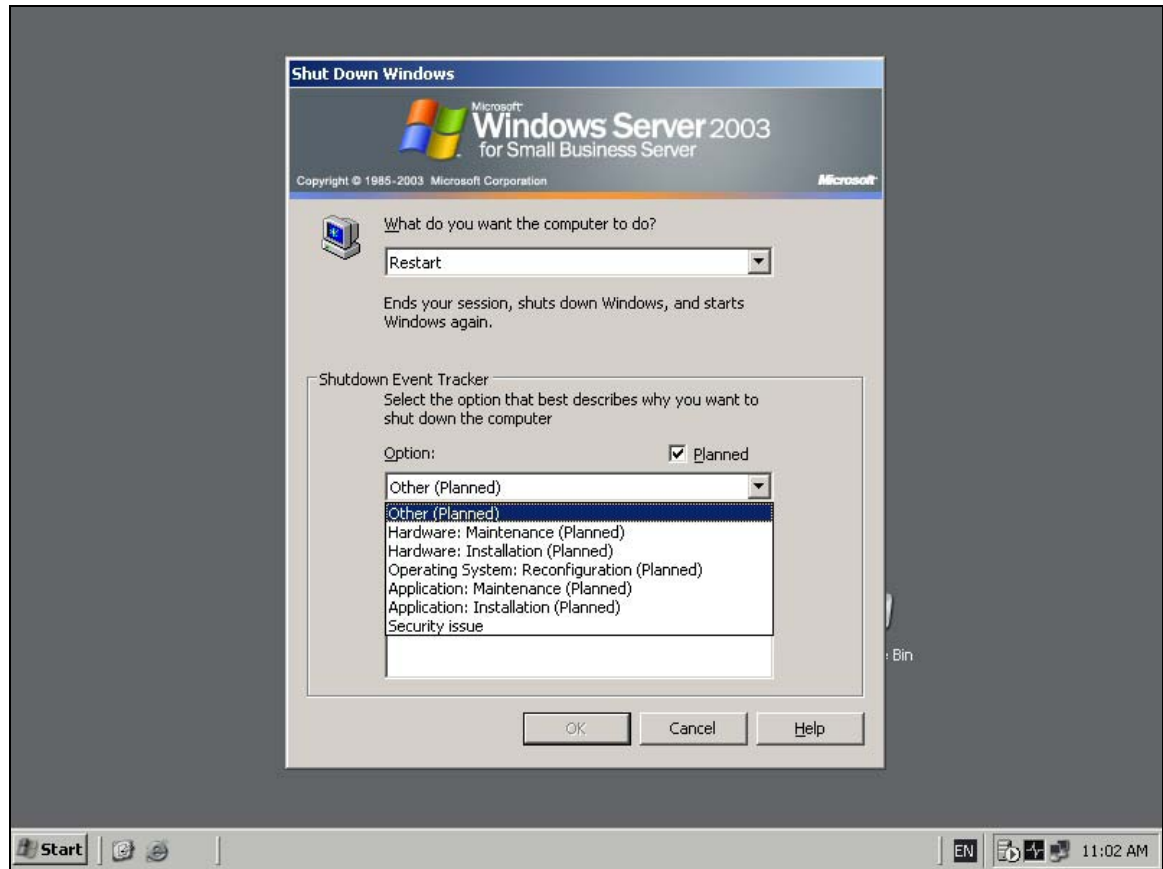 Shut Down Windows
Microsoft
Windows Server 2003
for Small Business Server
Copyright © 1985-2003 Microsoft Corporation
Microsoft
What do you want the computer to do?
Restart
Ends your session, shuts down Windows, and starts
Windows again.
Shutdown Event Tracker
Select the option that best describes why you want to
shut down the computer
Option:
Planned
Other (Planned)
Other (Planned)
Hardware: Maintenance (Planned)
Hardware: Installation (Planned)
Operating System: Reconfiguration (Planned)
Application: Maintenance (Planned)
Application: Installation (Planned)
Security issue
Bin
OK
Cancel
Help
Start
EN
11:02 AM